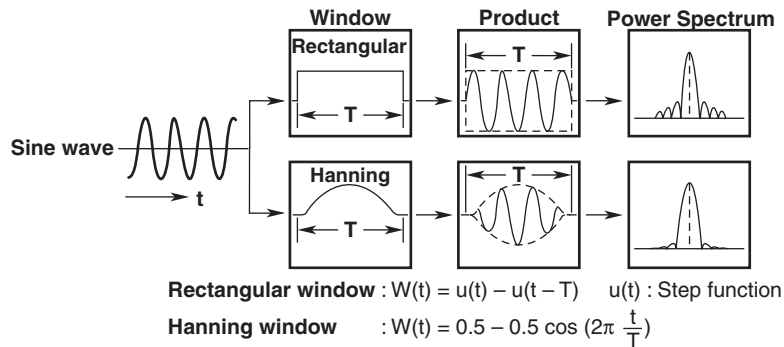 Window Product Power Spectrum
Rectangular
T
T
Sine wave
t
Hanning
T
T
Rectangular window : W(t) = u(t) – u(t – T) u(t) : Step function
Hanning window : W(t) = 0.5 – 0.5 cos (2π t/T)